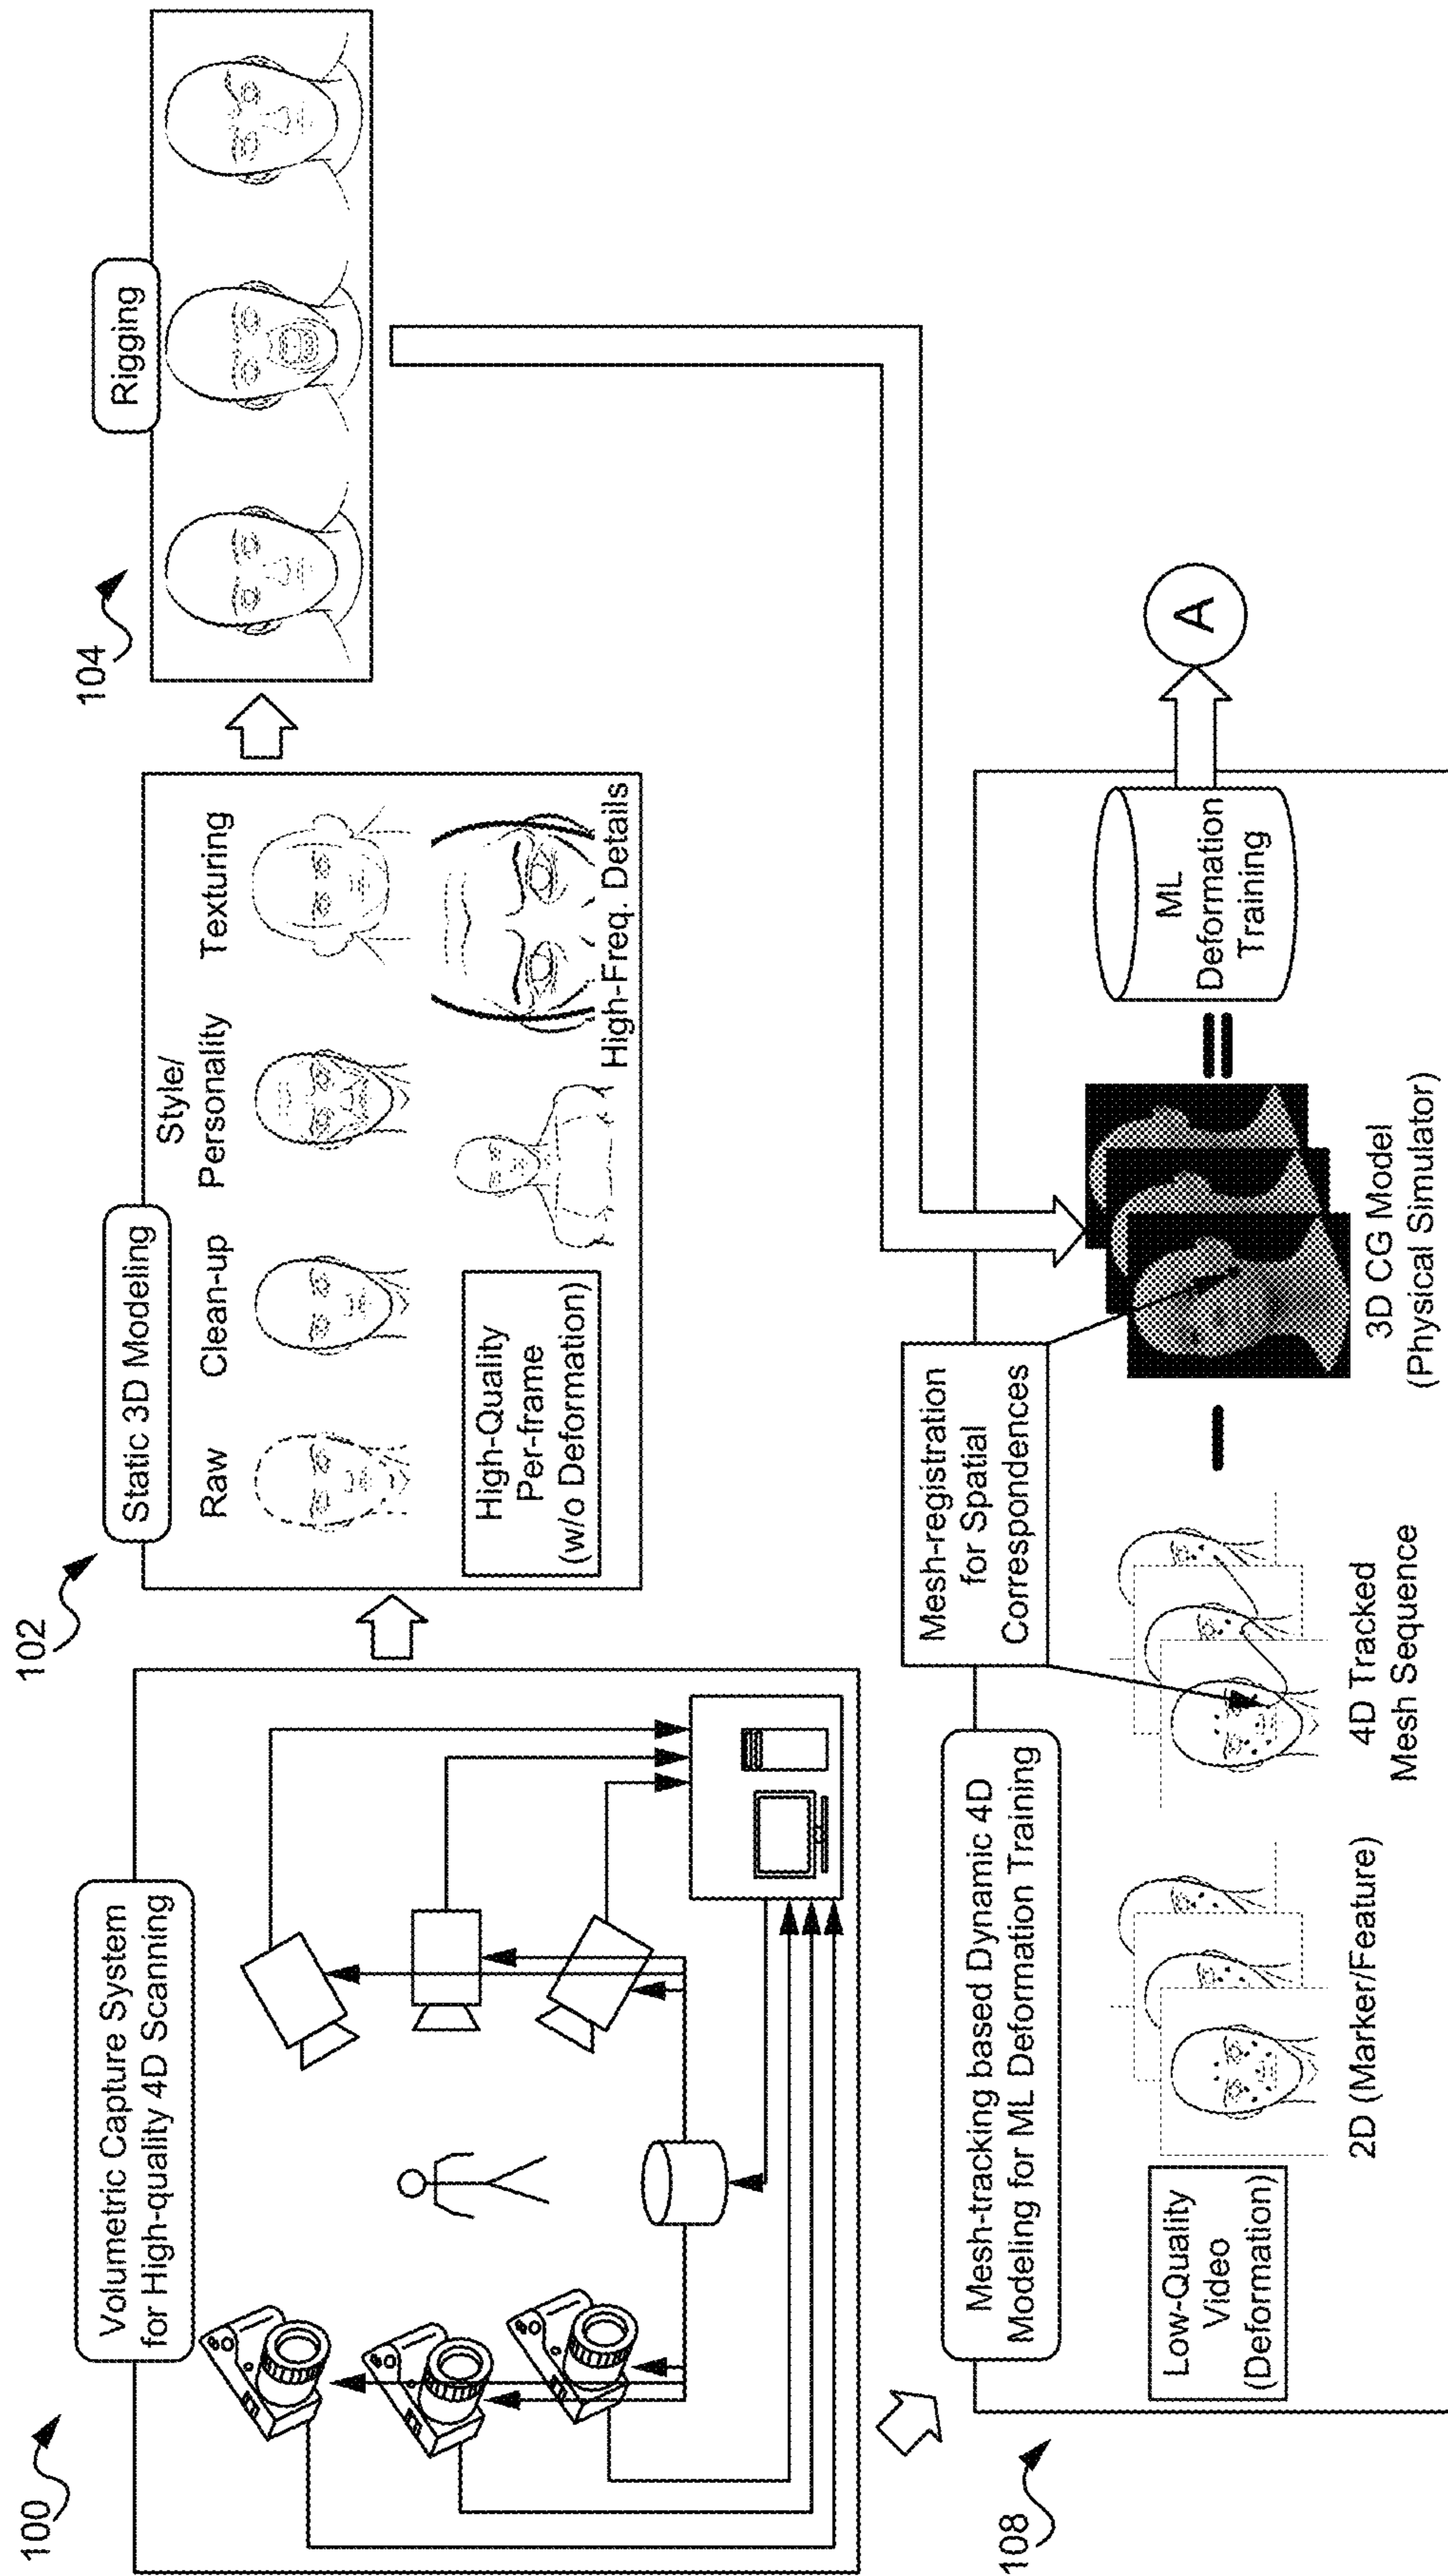 100
Volumetric Capture System
for High-quality 4D Scanning
102
Static 3D Modeling
Raw
Clean-up
Style/
Personality
Texturing
High-Quality
Per-frame
(w/o Deformation)
High-Freq. Details
104
Rigging
108
Mesh-tracking based Dynamic 4D
Modeling for ML Deformation Training
Low-Quality
Video
(Deformation)
2D (Marker/Feature)
4D Tracked
Mesh Sequence
Mesh-registration
for Spatial
Correspondences
3D CG Model
(Physical Simulator)
ML
Deformation
Training
A